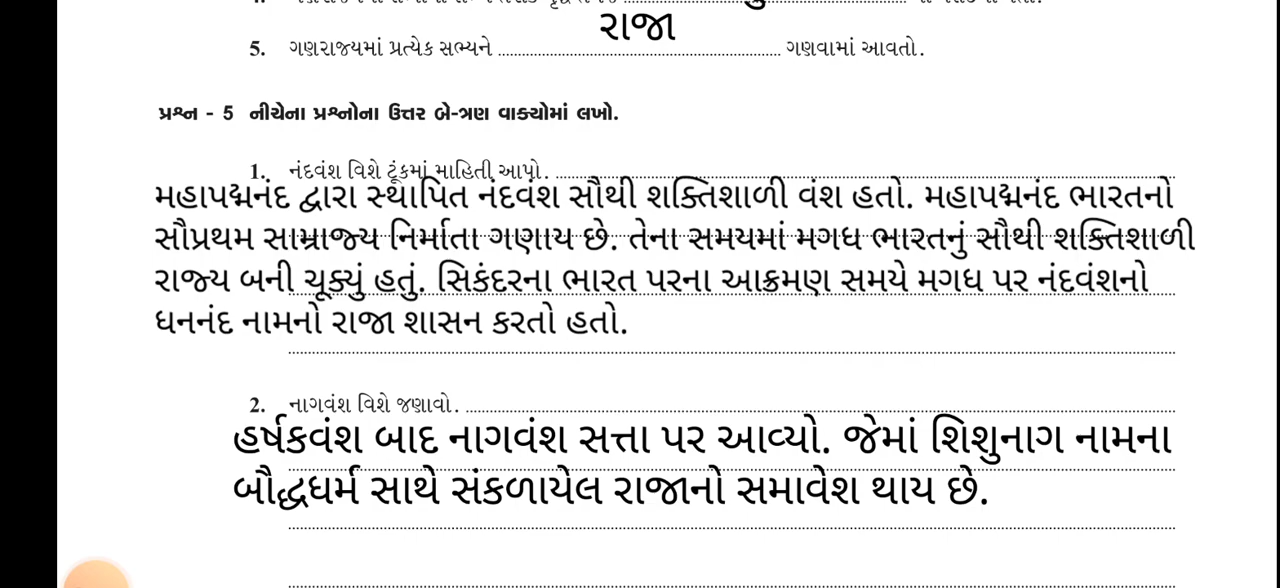 રાજા
5. ગણરાજ્યમાં પ્રત્યેક સભ્યને ........ ગણવામાં આવતો.
પ્રશ્ન - 5 નીચેના પ્રશ્નોના ઉત્તર બે-ત્રણ વાક્યોમાં લખો.
1. નંદવંશ વિશે ટૂંકમાં માહિતી આપો.
મહાપદ્મનંદ દ્વારા સ્થાપિત નંદવંશ સૌથી શક્તિશાળી વંશ હતો. મહાપદ્મનંદ ભારતનો
સૌપ્રથમ સામ્રાજ્ય નિર્માતા ગણાય છે. તેના સમયમાં મગધ ભારતનું સૌથી શક્તિશાળી
રાજ્ય બની ચૂક્યું હતું. સિકંદરના ભારત પરના આક્રમણ સમયે મગધ પર નંદવંશનો
ધનનંદ નામનો રાજા શાસન કરતો હતો.
2. નાગવંશ વિશે જણાવો.
હર્ષકવંશ બાદ નાગવંશ સત્તા પર આવ્યો. જેમાં શિશુનાગ નામના
બૌદ્ધધર્મ સાથે સંકળાયેલ રાજાનો સમાવેશ થાય છે.